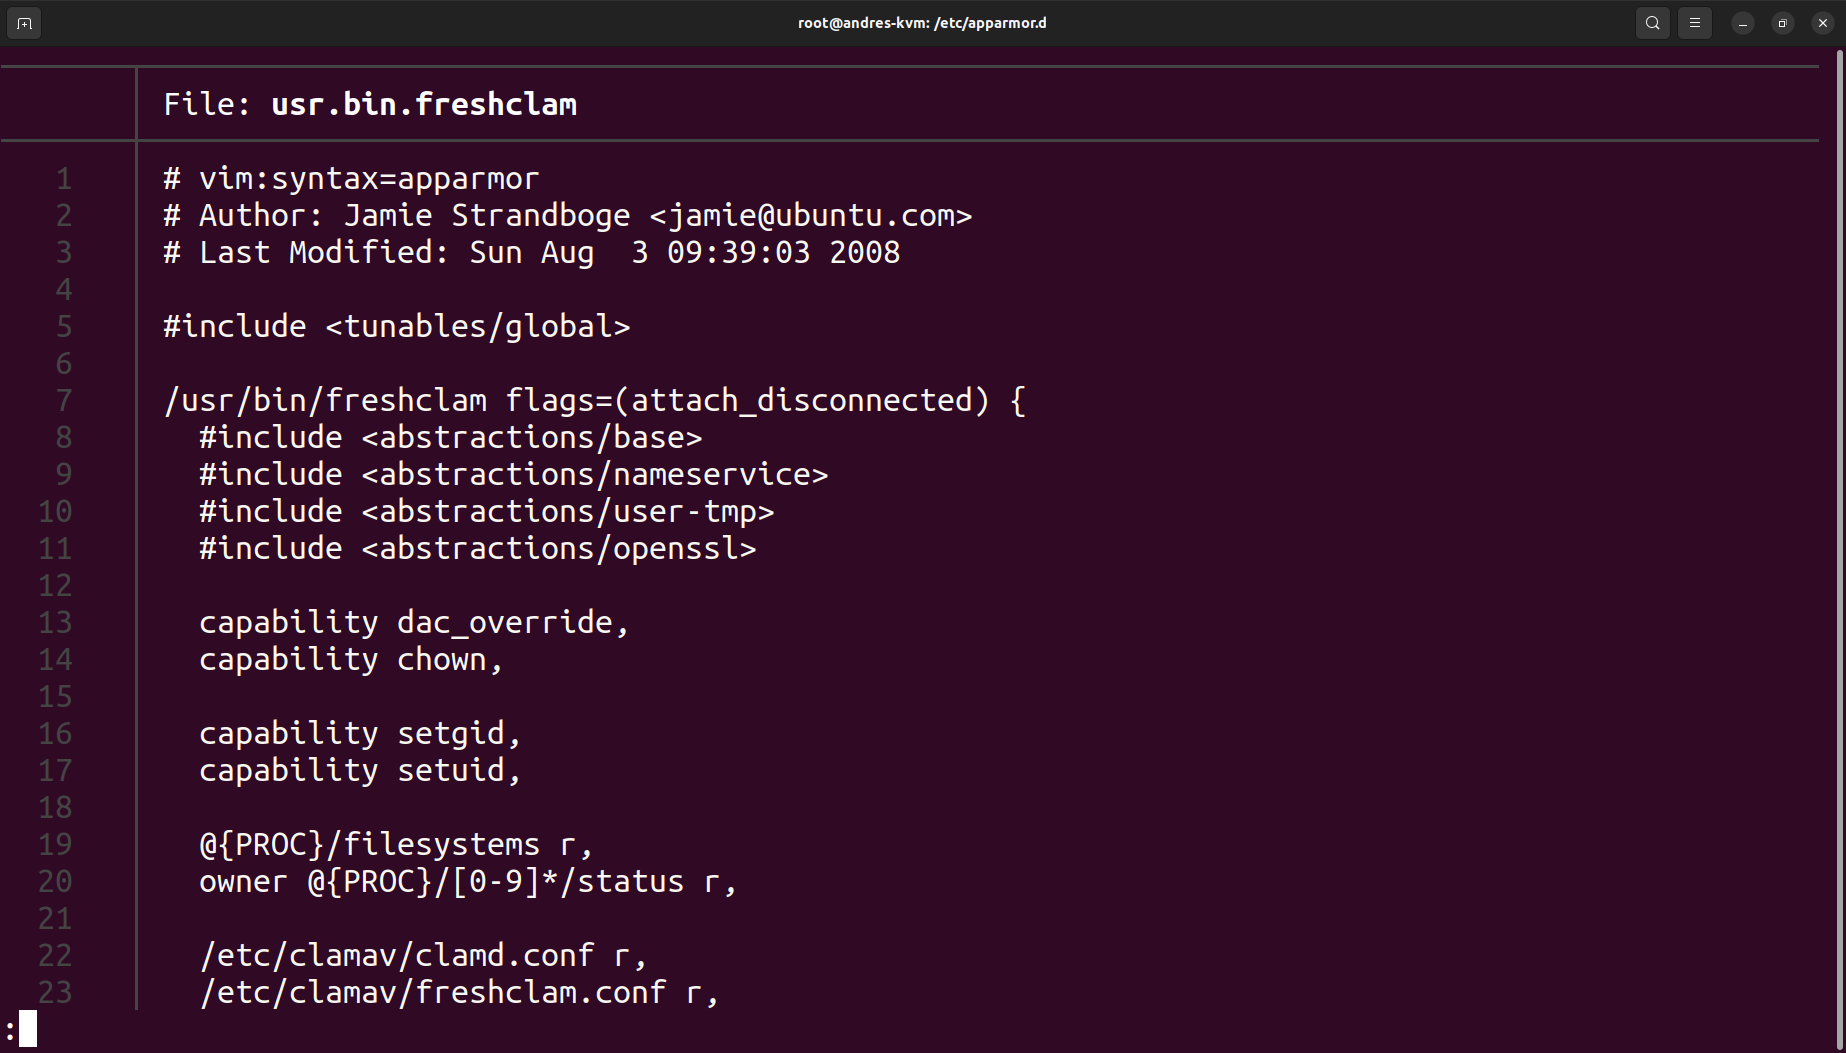 root@andres-kvm: /etc/apparmor.d
File: usr.bin.freshclam
1 # vim:syntax=apparmor
2 # Author: Jamie Strandboge <jamie@ubuntu.com>
3 # Last Modified: Sun Aug  3 09:39:03 2008
4
5 #include <tunables/global>
6
7 /usr/bin/freshclam flags=(attach_disconnected) {
8   #include <abstractions/base>
9   #include <abstractions/nameservice>
10   #include <abstractions/user-tmp>
11   #include <abstractions/openssl>
12
13   capability dac_override,
14   capability chown,
15
16   capability setgid,
17   capability setuid,
18
19   @{PROC}/filesystems r,
20   owner @{PROC}/[0-9]*/status r,
21
22   /etc/clamav/clamd.conf r,
23   /etc/clamav/freshclam.conf r,
: